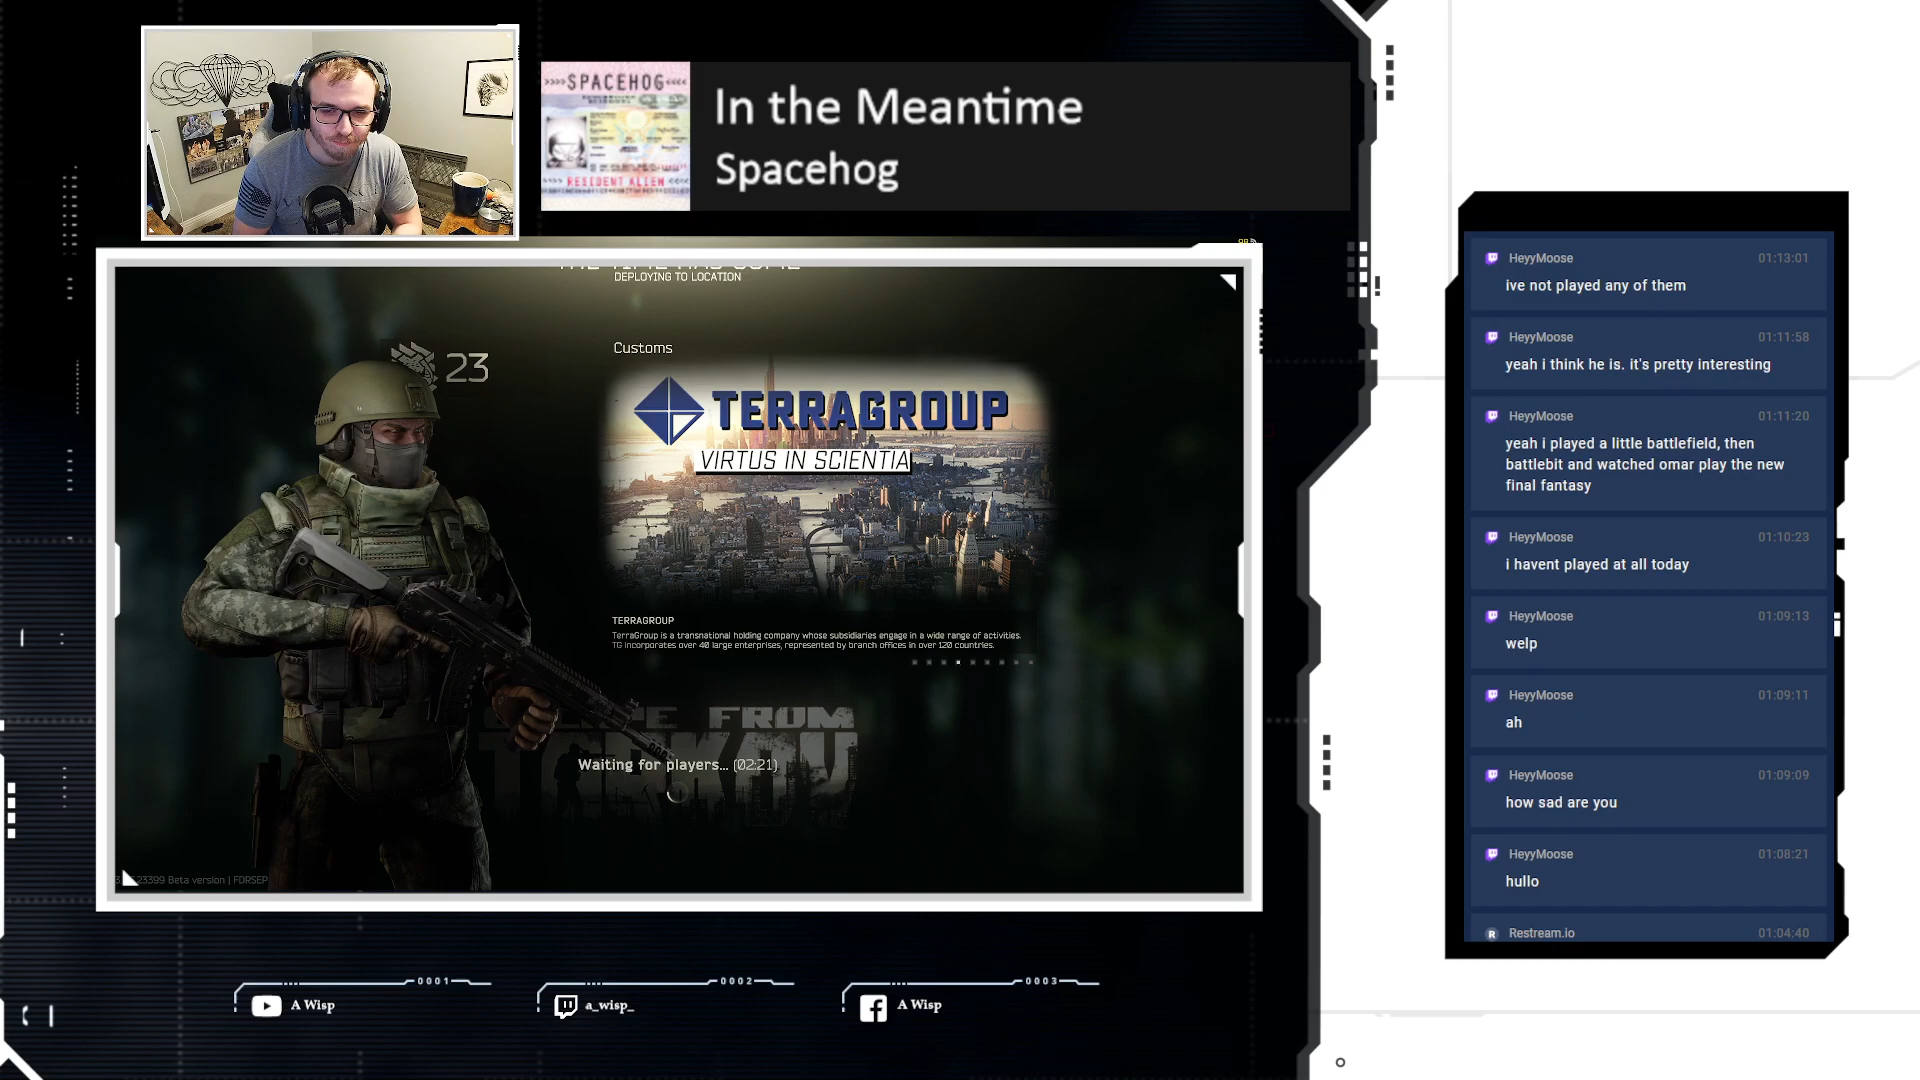 SPACEHOG
RESIDENT ALIEN
In the Meantime
Spacehog
DEPLOYING TO LOCATION
23
Customs
TERRAGROUP
VIRTUS IN SCIENTIA
TERRAGROUP
TerraGroup is a transnational holding company whose subsidiaries engage in a wide range of activities.
TG incorporates over 40 large enterprises, represented by branch offices in over 120 countries.
FROM
Waiting for players... (02:21)
23399 Beta version | FDRSEP
HeyyMoose 01:13:01
ive not played any of them
HeyyMoose 01:11:58
yeah i think he is. it's pretty interesting
HeyyMoose 01:11:20
yeah i played a little battlefield, then
battlebit and watched omar play the new
final fantasy
HeyyMoose 01:10:23
i havent played at all today
HeyyMoose 01:09:13
welp
HeyyMoose 01:09:11
ah
HeyyMoose 01:09:09
how sad are you
HeyyMoose 01:08:21
hullo
Restream.io 01:04:40
0001
A Wisp
0002
a_wisp_
0003
A Wisp